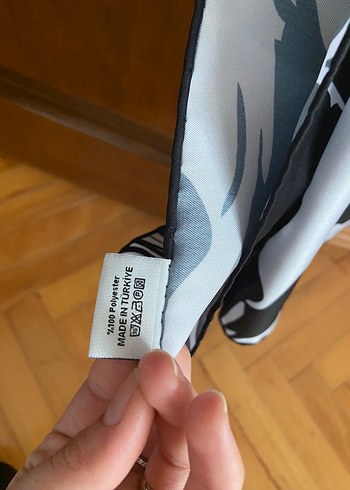 %100 Polyester
MADE IN TÜRKİYE